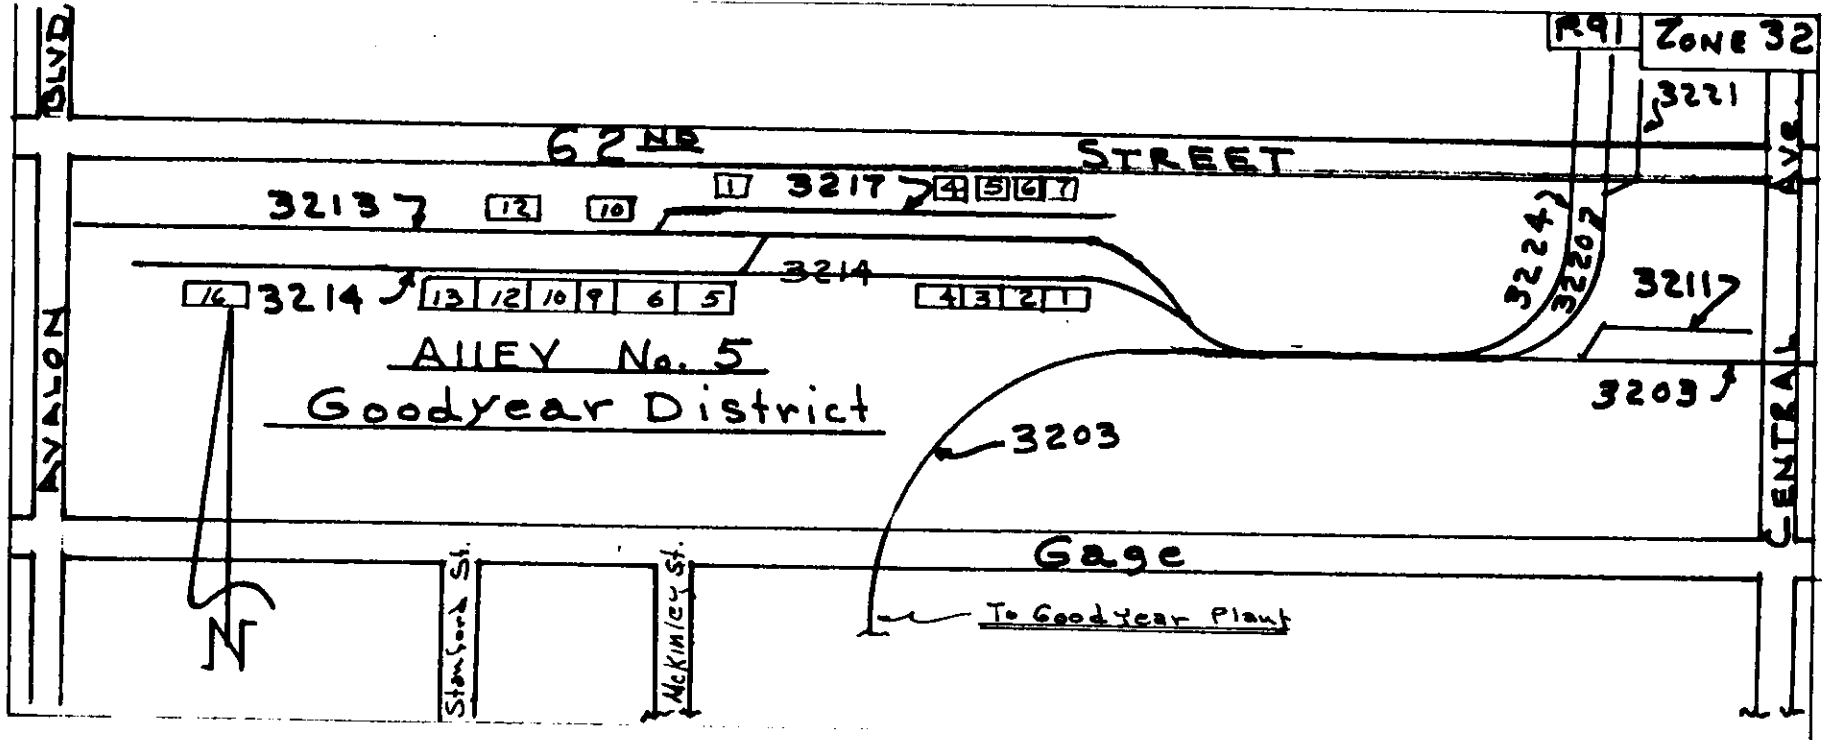 R91 ZONE 32
BLVD
3221
62ND STREET
AVE
1 3217 4 5 6 7
3213 12 10
3224
3220
3214
16 3214 13 12 10 9 6 5
4 3 2 1
3211
AllEY No. 5
3203
Goodyear District
AVALON
CENTRAL
3203
Gage
Stanford St.
McKinley St.
To Goodyear Plant
N